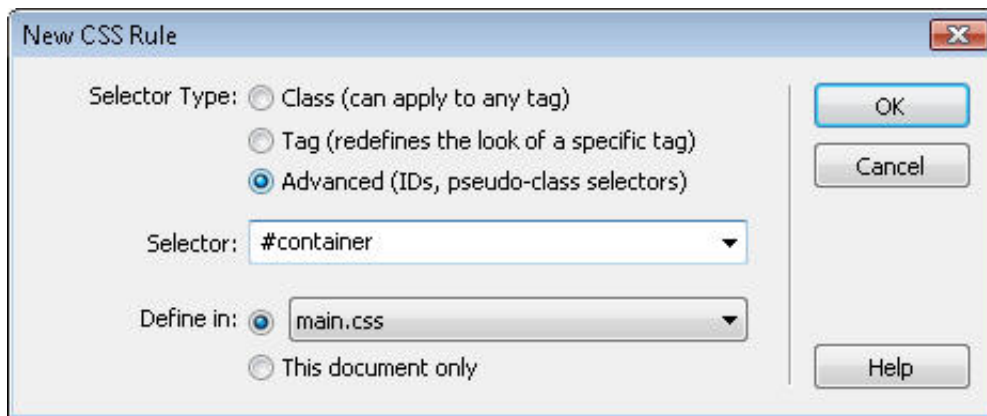 New CSS Rule
Selector Type: Class (can apply to any tag)
Tag (redefines the look of a specific tag)
Advanced (IDs, pseudo-class selectors)
Selector: #container
Define in: main.css
This document only
OK
Cancel
Help